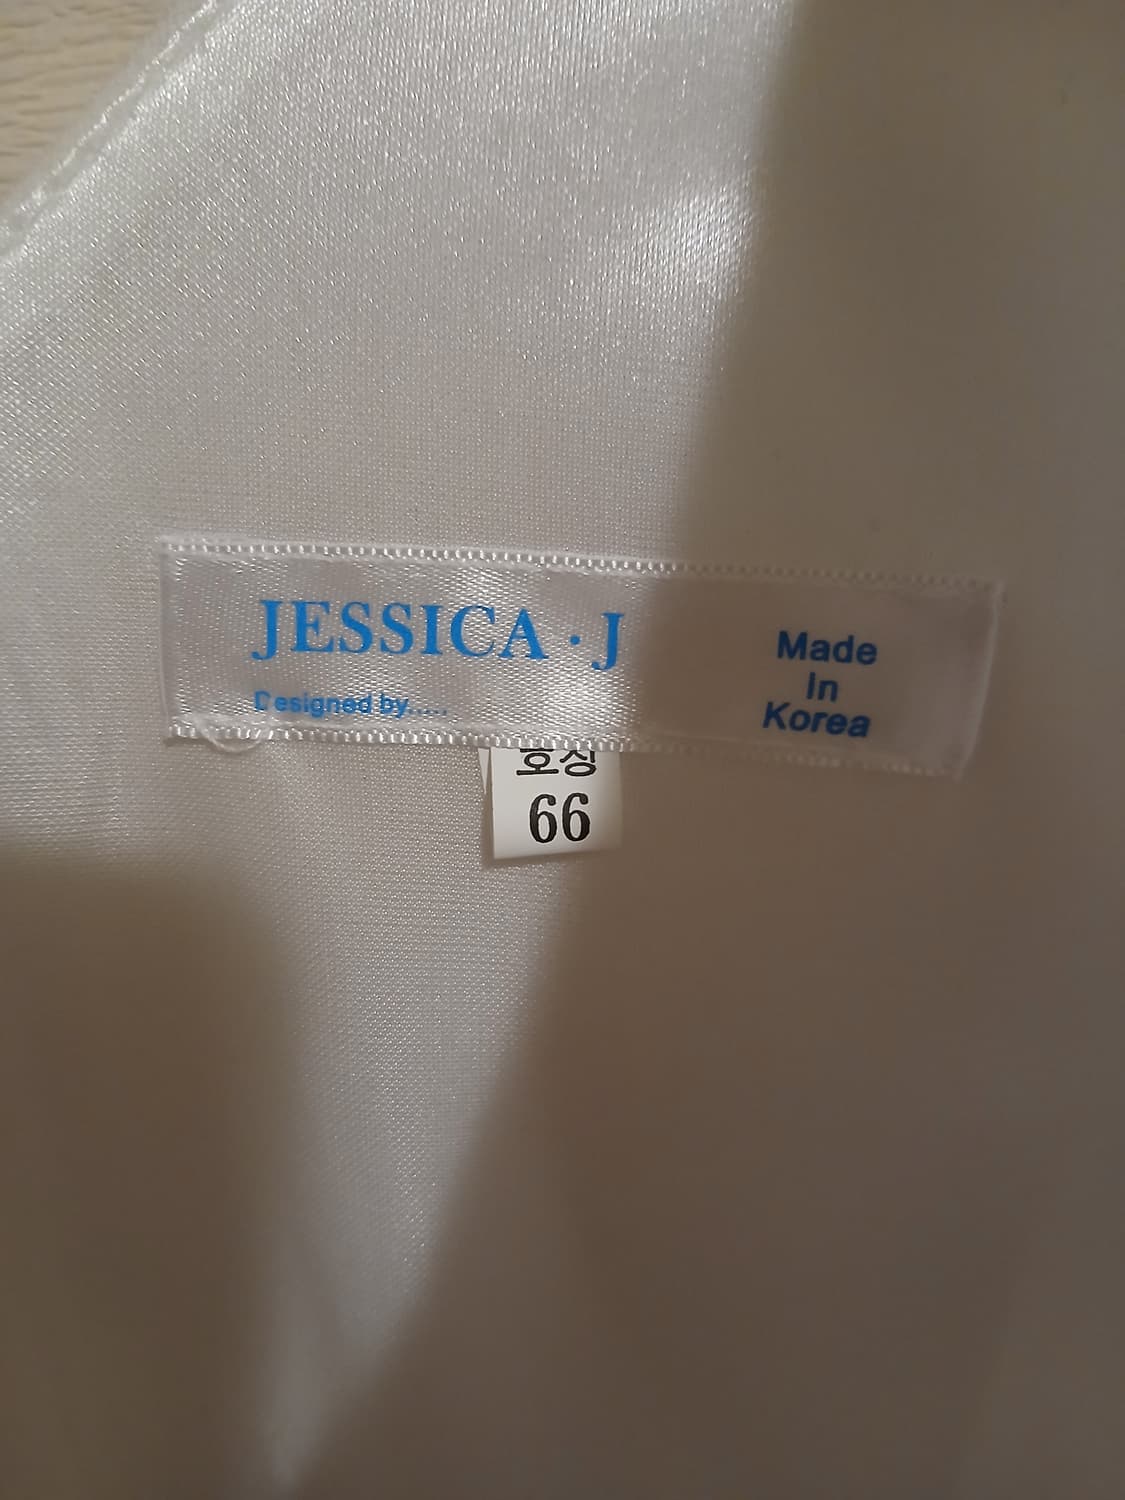 JESSICA · J
Designed by.....
Made
In
Korea
호칭
66